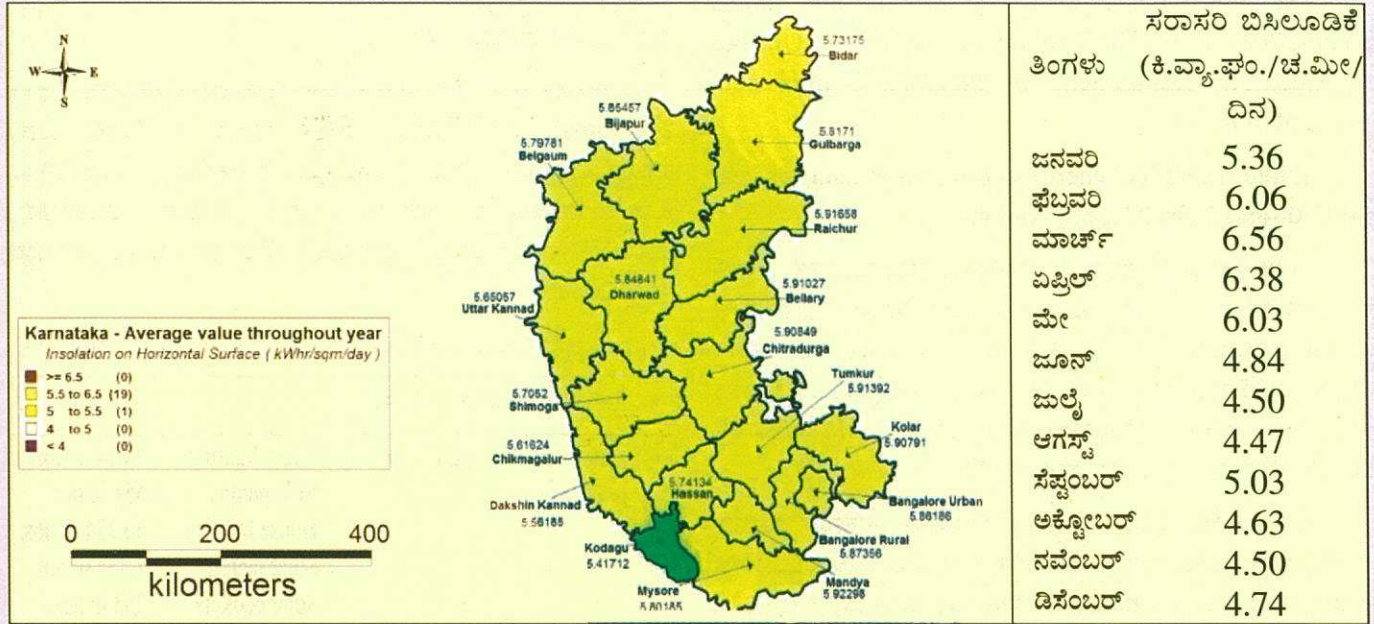 N
W E
S
5.73175
Bidar
5.85457
Bijapur
5.8171
Gulbarga
5.79781
Belgaum
5.91658
Raichur
5.84841
Dharwad
5.91027
Bellary
5.65057
Uttar Kannad
5.90849
Chitradurga
Tumkur
5.91392
5.7052
Shimoga
Kolar
5.90791
5.61624
Chikmagalur
5.74134
Hassan
Dakshin Kannad
5.56185
Bangalore Urban
5.86186
Bangalore Rural
5.87356
Kodagu
5.41712
Mandya
5.92298
Mysore
5.80185
Karnataka - Average value throughout year
Insolation on Horizontal Surface ( kWhr/sqm/day )
>= 6.5 (0)
5.5 to 6.5 (19)
5 to 5.5 (1)
4 to 5 (0)
< 4 (0)
0 200 400
kilometers
ಸರಾಸರಿ ಬಿಸಿಲೂಡಿಕೆ
ತಿಂಗಳು (ಕಿ.ವ್ಯಾ.ಘಂ./ಚ.ಮೀ/
ದಿನ)
ಜನವರಿ 5.36
ಫೆಬ್ರವರಿ 6.06
ಮಾರ್ಚ್ 6.56
ಏಪ್ರಿಲ್ 6.38
ಮೇ 6.03
ಜೂನ್ 4.84
ಜುಲೈ 4.50
ಆಗಸ್ಟ್ 4.47
ಸೆಪ್ಟಂಬರ್ 5.03
ಅಕ್ಟೋಬರ್ 4.63
ನವೆಂಬರ್ 4.50
ಡಿಸೆಂಬರ್ 4.74